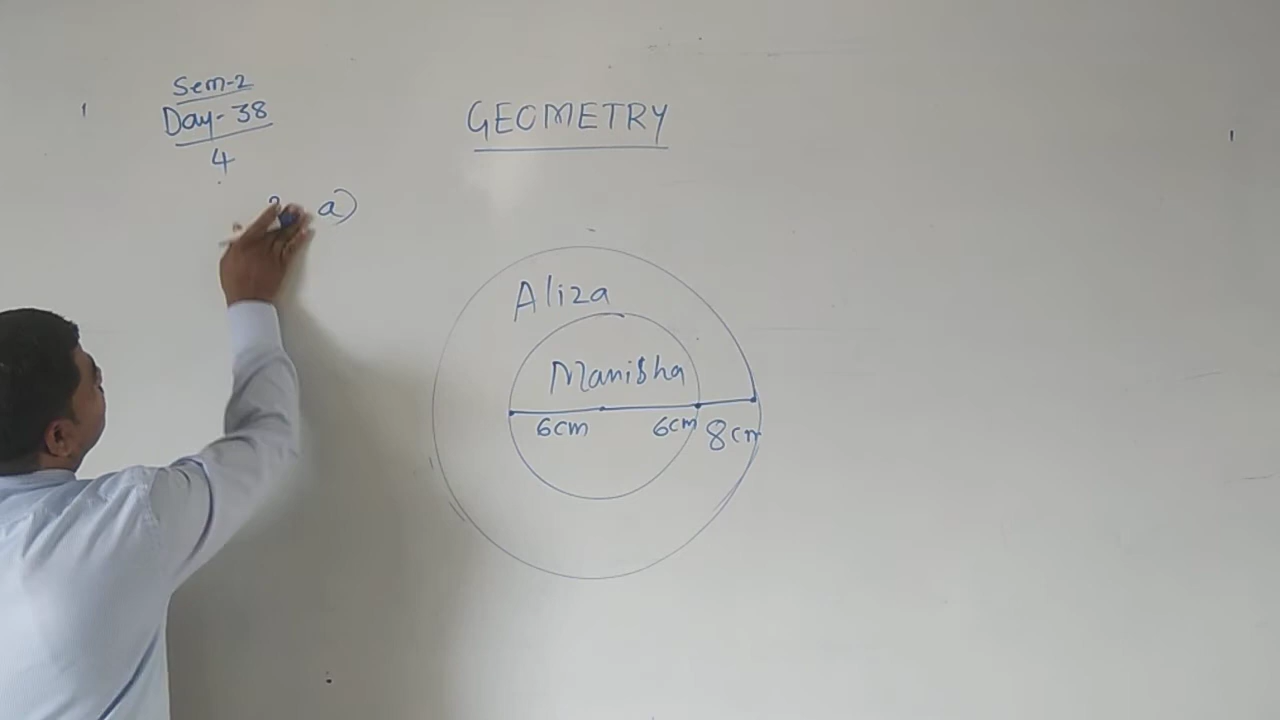 Sem-2
Day-38
4
GEOMETRY
a)
Aliza
Manisha
6cm 6cm 8cm